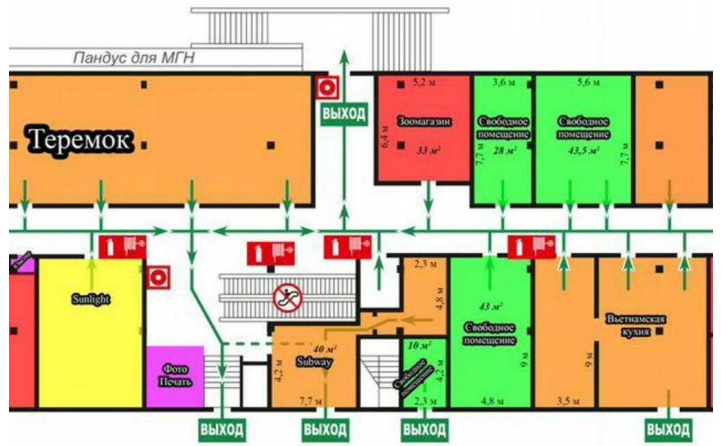 Пандус для МГН
ВЫХОД
Теремок
5,2 м
Зоомагазин
6,4 м
33 м²
3,6 м
Свободное
помещение
7,7 м
28 м²
5,6 м
Свободное
помещение
43,5 м²
7,7 м
Sunlight
Фото
Печать
40 м²
Subway
4,2 м
7,7 м
2,3 м
4,8 м
10 м²
Свободное
помещение
4,2 м
2,3 м
43 м²
Свободное
помещение
9 м
4,8 м
3,5 м
9 м
Вьетнамская
кухня
ВЫХОД
ВЫХОД
ВЫХОД
ВЫХОД